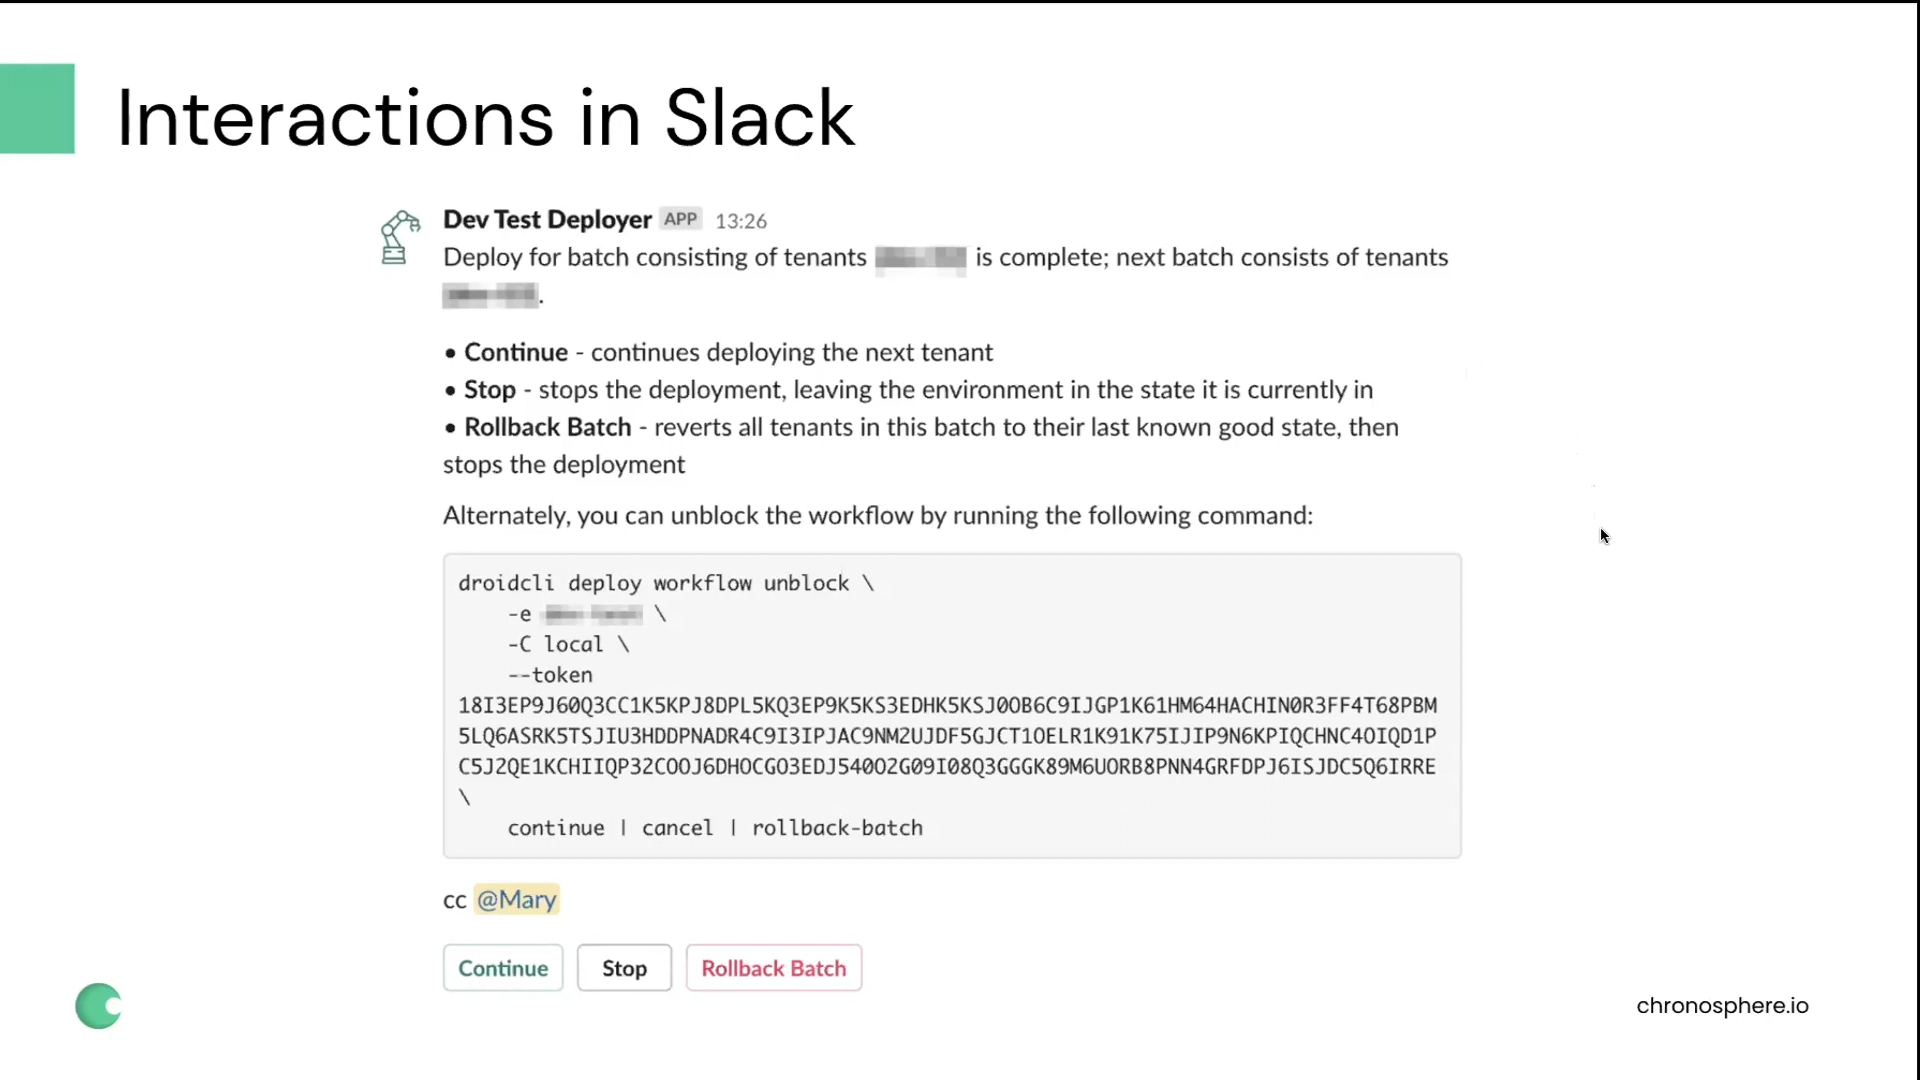 Interactions in Slack
Dev Test Deployer APP 13:26
Deploy for batch consisting of tenants is complete; next batch consists of tenants
.
• Continue - continues deploying the next tenant
• Stop - stops the deployment, leaving the environment in the state it is currently in
• Rollback Batch - reverts all tenants in this batch to their last known good state, then
stops the deployment
Alternately, you can unblock the workflow by running the following command:
droidcli deploy workflow unblock \
-e \
-C local \
--token
18I3EP9J60Q3CC1K5KPJ8DPL5KQ3EP9K5KS3EDHK5KSJ0OB6C9IJGP1K61HM64HACHIN0R3FF4T68PBM
5LQ6ASRK5TSJIU3HDDPNADR4C9I3IPJAC9NM2UJDF5GJCT1OELR1K91K75IJIP9N6KPIQCHNC4OIQD1P
C5J2QE1KCHIIQP32COOJ6DHOCGO3EDJ540O2G09I08Q3GGGK89M6UORB8PNN4GRFDPJ6ISJDC5Q6IRRE
\
continue | cancel | rollback-batch
cc @Mary
Continue Stop Rollback Batch
chronosphere.io